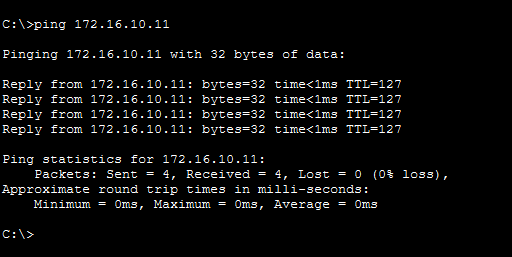 C:\>ping 172.16.10.11
Pinging 172.16.10.11 with 32 bytes of data:
Reply from 172.16.10.11: bytes=32 time<1ms TTL=127
Reply from 172.16.10.11: bytes=32 time<1ms TTL=127
Reply from 172.16.10.11: bytes=32 time<1ms TTL=127
Reply from 172.16.10.11: bytes=32 time<1ms TTL=127
Ping statistics for 172.16.10.11:
    Packets: Sent = 4, Received = 4, Lost = 0 (0% loss),
Approximate round trip times in milli-seconds:
    Minimum = 0ms, Maximum = 0ms, Average = 0ms
C:\>